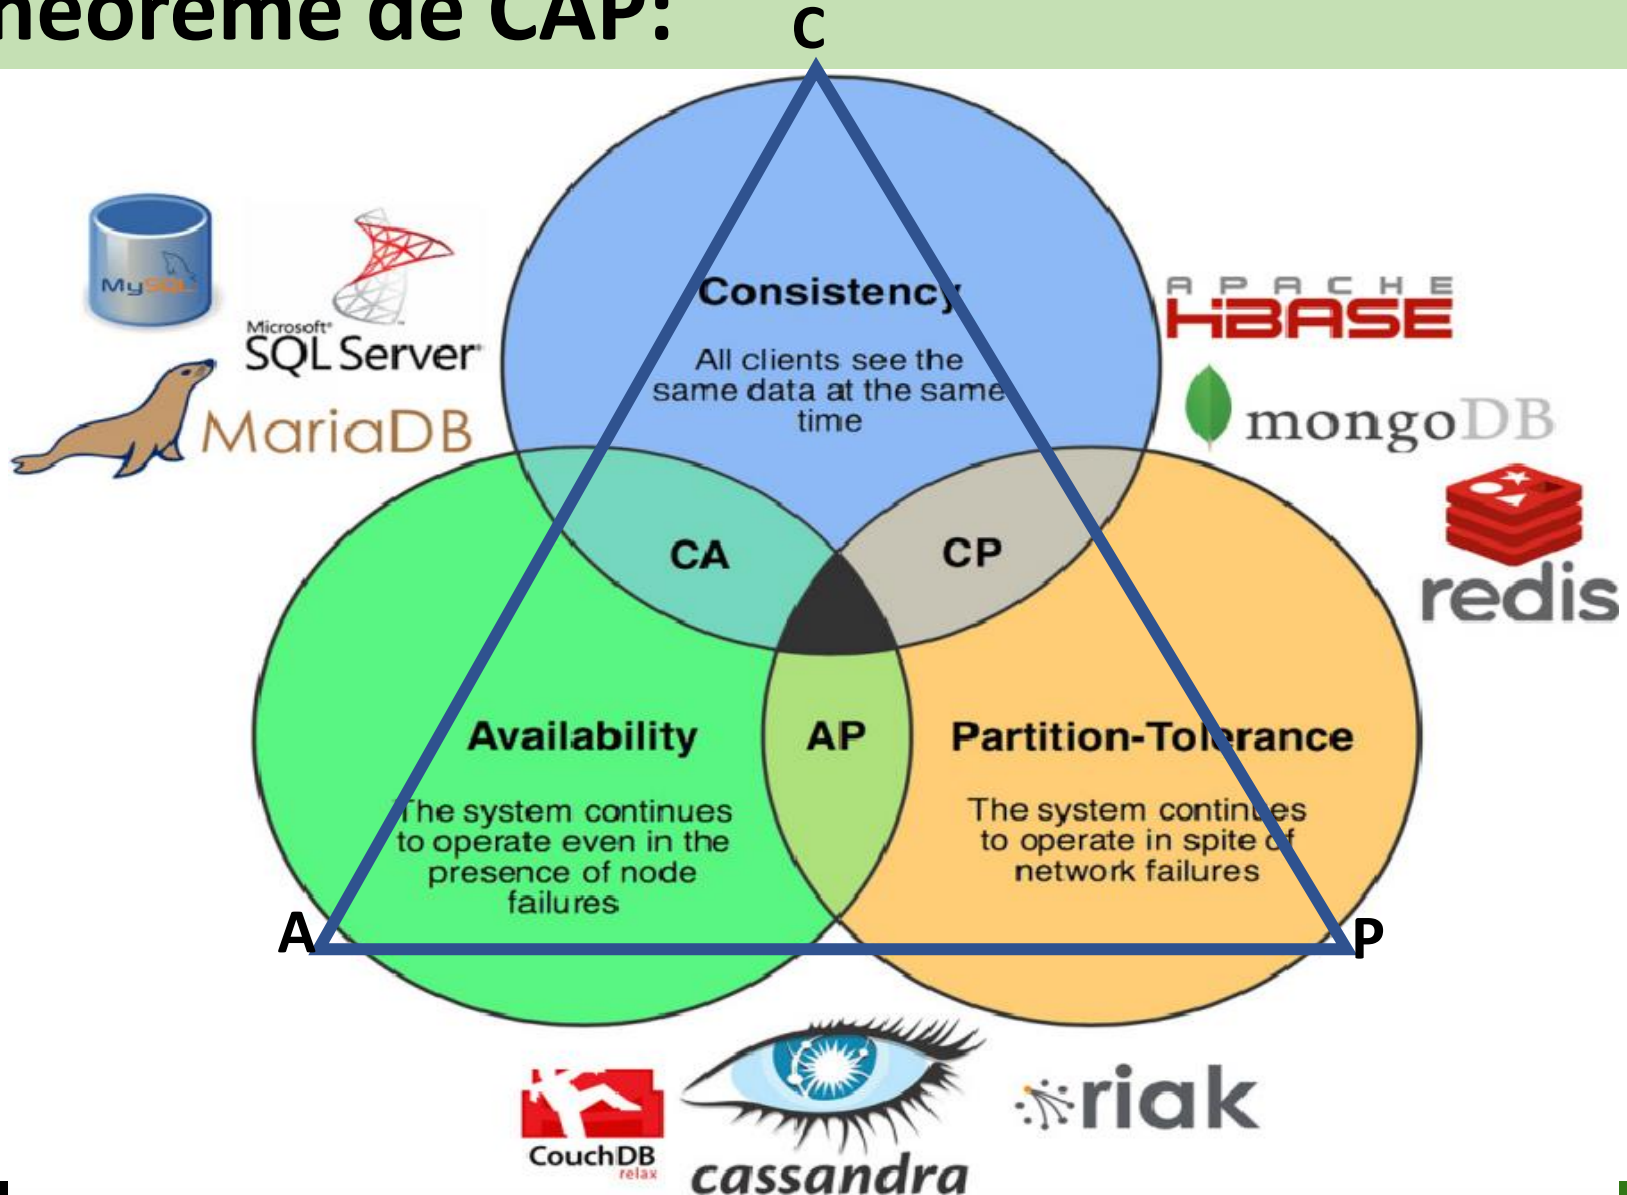 héorème de CAP:
C
MySQL
Microsoft®
SQL Server
MariaDB
Consistency
All clients see the
same data at the same
time
APACHE
HBASE
mongoDB
redis
CA
CP
Availability
AP
Partition-Tolerance
The system continues
to operate even in the
presence of node
failures
The system continues
to operate in spite of
network failures
A
P
CouchDB
relax
cassandra
riak